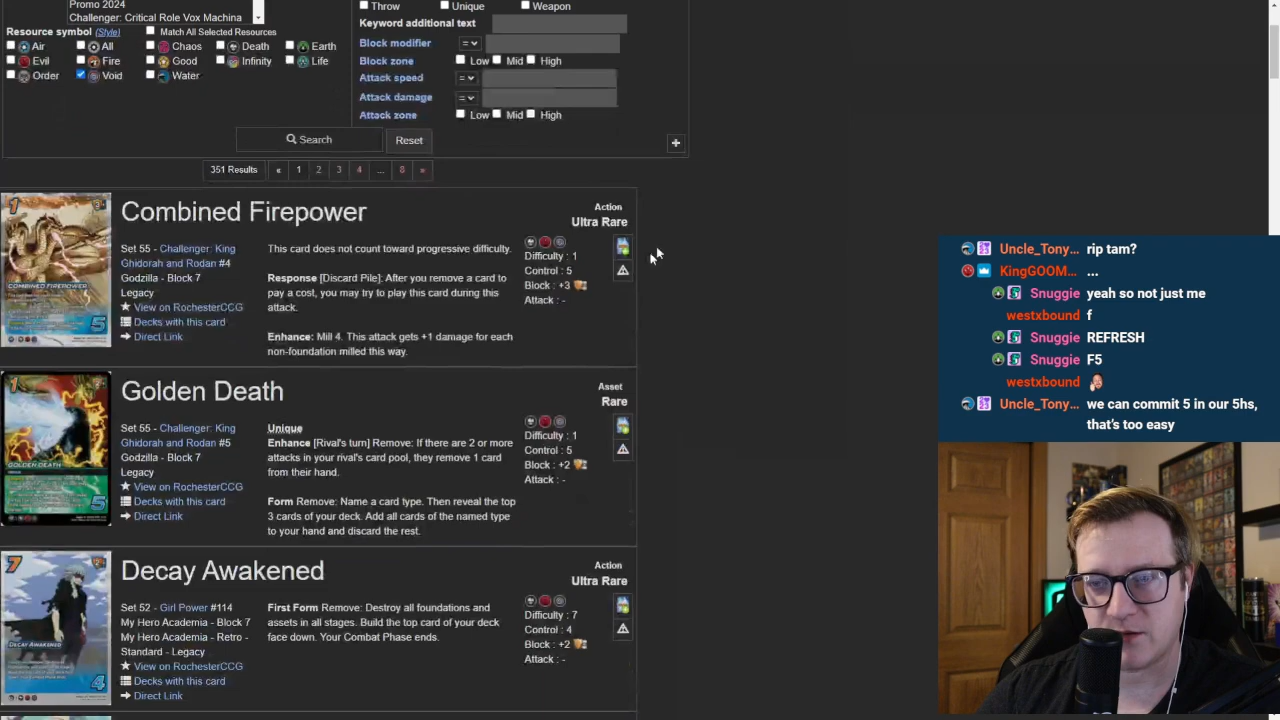 Promo 2024
Challenger: Critical Role Vox Machina
Throw Unique Weapon
Keyword additional text
Resource symbol (Style) Match All Selected Resources
Air All Chaos Death Earth
Evil Fire Good Infinity Life
Order Void Water
Block modifier =
Block zone Low Mid High
Attack speed =
Attack damage =
Attack zone Low Mid High
Search Reset +
351 Results « 1 2 3 4 ... 8 »
1
COMBINED FIREPOWER
5
Combined Firepower
Set 55 - Challenger: King
Ghidorah and Rodan #4
Godzilla - Block 7
Legacy
View on RochesterCCG
Decks with this card
Direct Link
This card does not count toward progressive difficulty.
Response [Discard Pile]: After you remove a card to
pay a cost, you may try to play this card during this
attack.
Enhance: Mill 4. This attack gets +1 damage for each
non-foundation milled this way.
Action
Ultra Rare
Difficulty : 1
Control : 5
Block : +3
Attack : -
1
GOLDEN DEATH
5
Golden Death
Set 55 - Challenger: King
Ghidorah and Rodan #5
Godzilla - Block 7
Legacy
View on RochesterCCG
Decks with this card
Direct Link
Unique
Enhance [Rival's turn] Remove: If there are 2 or more
attacks in your rival's card pool, they remove 1 card
from their hand.
Form Remove: Name a card type. Then reveal the top
3 cards of your deck. Add all cards of the named type
to your hand and discard the rest.
Asset
Rare
Difficulty : 1
Control : 5
Block : +2
Attack : -
7
DECAY AWAKENED
4
Decay Awakened
Set 52 - Girl Power #114
My Hero Academia - Block 7
My Hero Academia - Retro -
Standard - Legacy
View on RochesterCCG
Decks with this card
Direct Link
First Form Remove: Destroy all foundations and
assets in all stages. Build the top card of your deck
face down. Your Combat Phase ends.
Action
Ultra Rare
Difficulty : 7
Control : 4
Block : +2
Attack : -
Uncle_Tony... rip tam?
KingGOOM... ...
Snuggie yeah so not just me
westxbound f
Snuggie REFRESH
Snuggie F5
westxbound
Uncle_Tony... we can commit 5 in our 5hs,
that's too easy